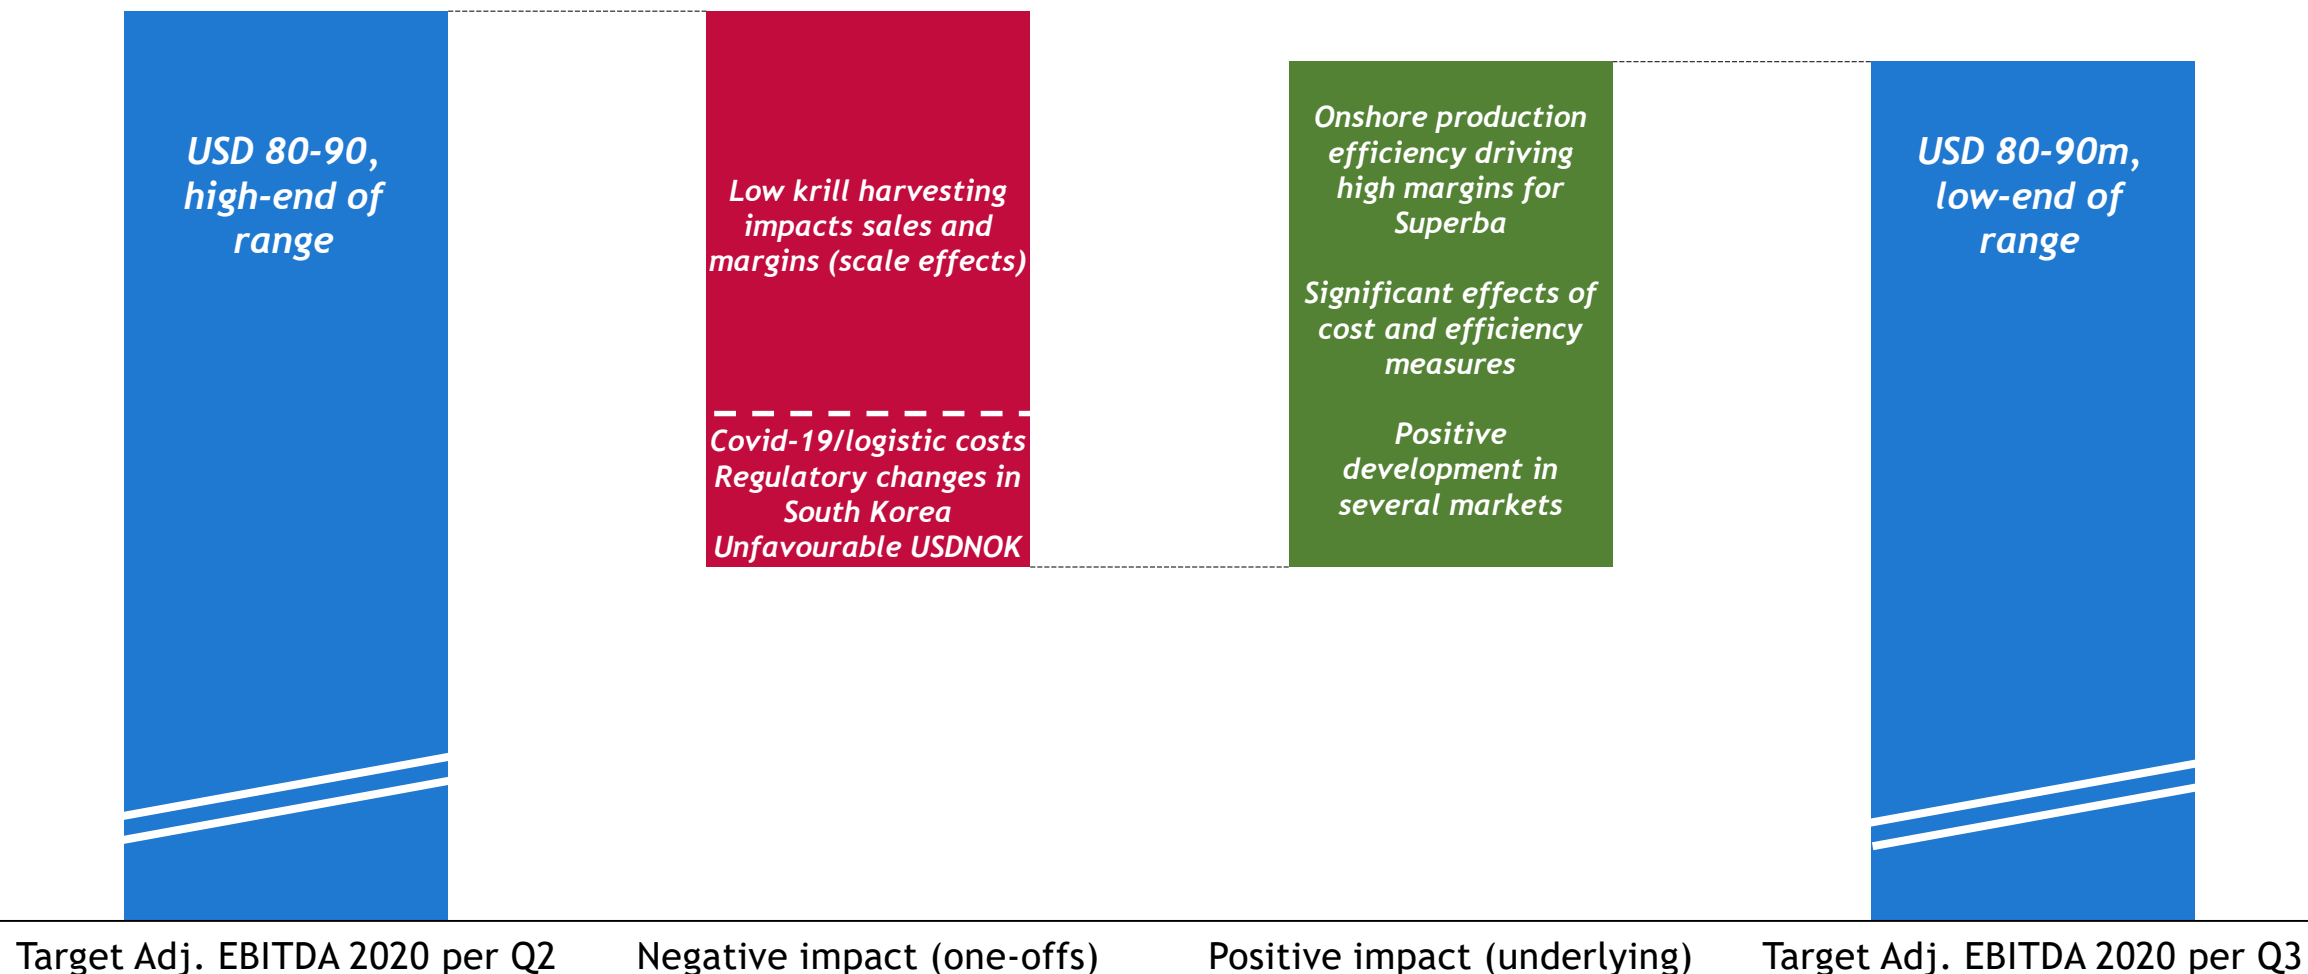 USD 80-90,
high-end of
range
Low krill harvesting
impacts sales and
margins (scale effects)
Covid-19/logistic costs
Regulatory changes in
South Korea
Unfavourable USDNOK
Onshore production
efficiency driving
high margins for
Superba
Significant effects of
cost and efficiency
measures
Positive
development in
several markets
USD 80-90m,
low-end of
range
Target Adj. EBITDA 2020 per Q2
Negative impact (one-offs)
Positive impact (underlying)
Target Adj. EBITDA 2020 per Q3